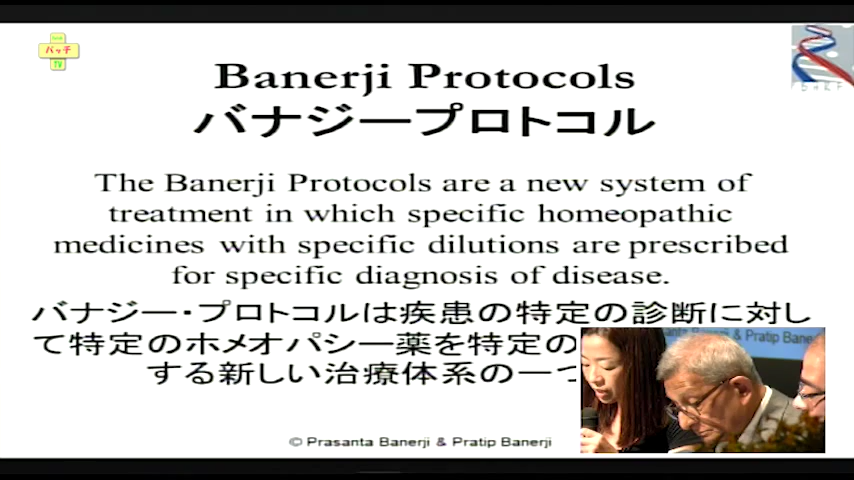 バッチ
TV
Banerji Protocols
バナジープロトコル
The Banerji Protocols are a new system of
treatment in which specific homeopathic
medicines with specific dilutions are prescribed
for specific diagnosis of disease.
バナジー・プロトコルは疾患の特定の診断に対し
て特定のホメオパシー薬を特定の
する新しい治療体系の一つ
& Pratip Baner
© Prasanta Banerji & Pratip Banerji